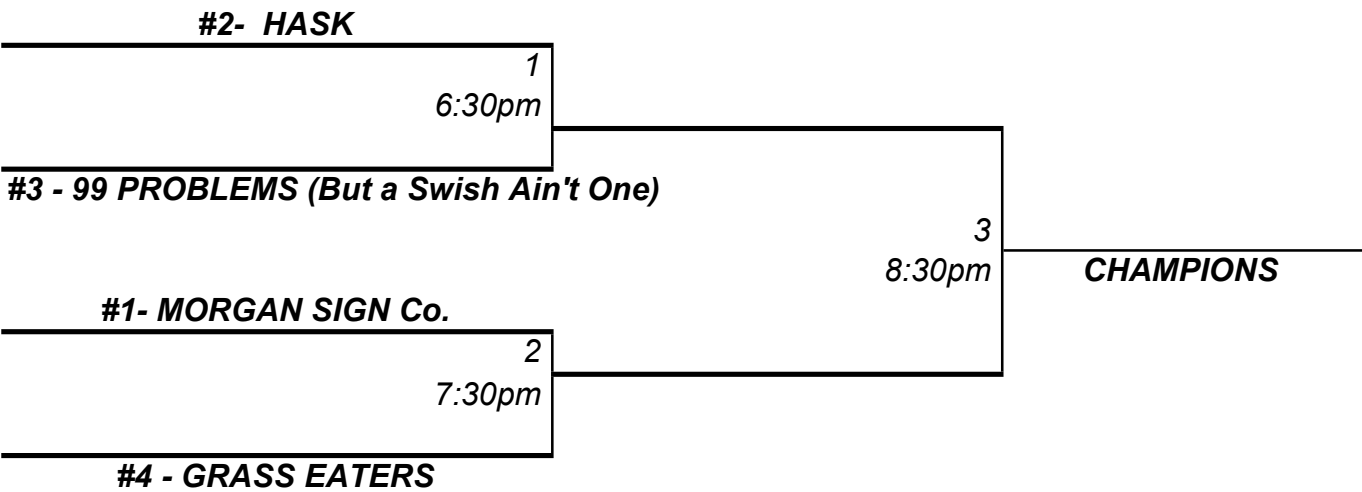 #2-  HASK
1
6:30pm
#3 - 99 PROBLEMS (But a Swish Ain't One)
3
8:30pm
CHAMPIONS
#1- MORGAN SIGN Co.
2
7:30pm
#4 - GRASS EATERS